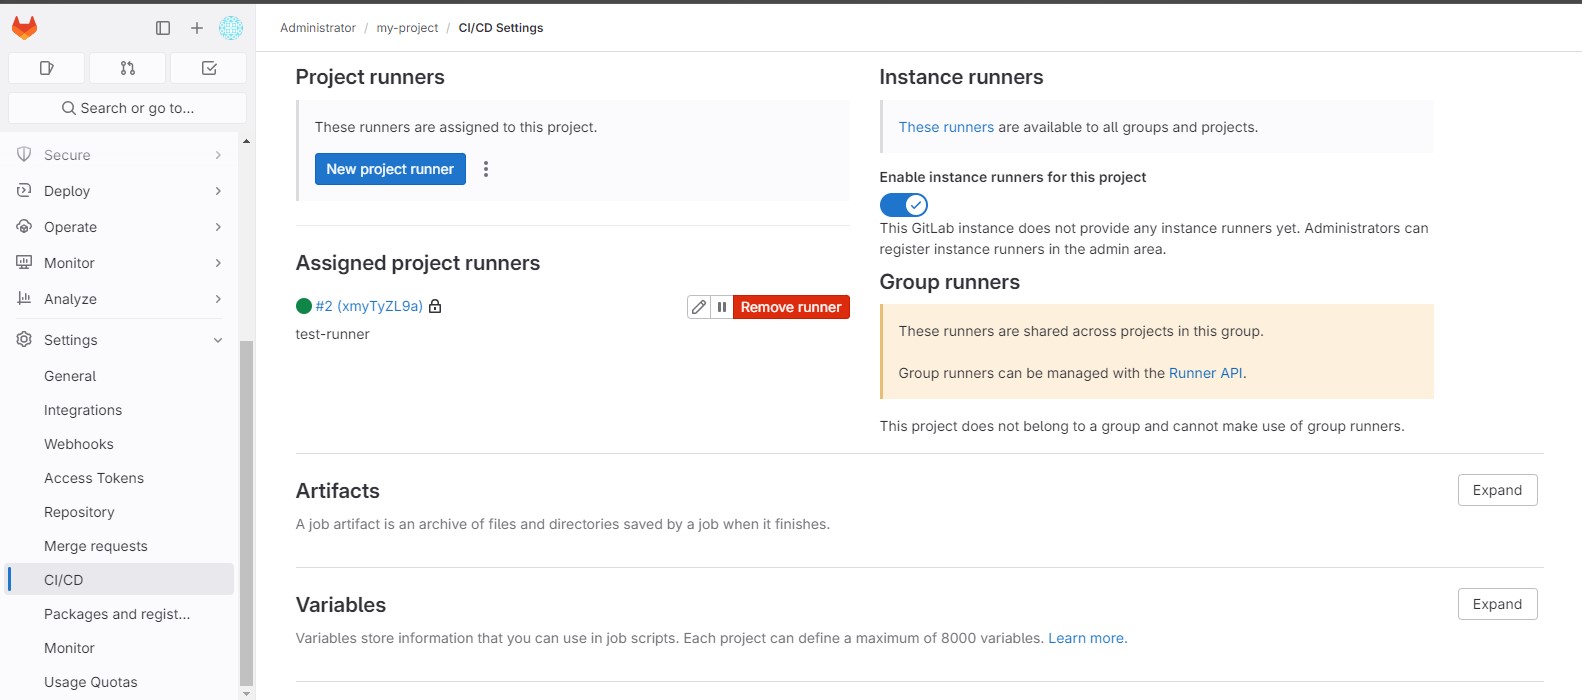 Administrator / my-project / CI/CD Settings
Search or go to...
Secure
Deploy
Operate
Monitor
Analyze
Settings
General
Integrations
Webhooks
Access Tokens
Repository
Merge requests
CI/CD
Packages and regist...
Monitor
Usage Quotas
Project runners
These runners are assigned to this project.
New project runner
Assigned project runners
#2 (xmyTyZL9a)
Remove runner
test-runner
Instance runners
These runners are available to all groups and projects.
Enable instance runners for this project
This GitLab instance does not provide any instance runners yet. Administrators can
register instance runners in the admin area.
Group runners
These runners are shared across projects in this group.
Group runners can be managed with the Runner API.
This project does not belong to a group and cannot make use of group runners.
Artifacts
Expand
A job artifact is an archive of files and directories saved by a job when it finishes.
Variables
Expand
Variables store information that you can use in job scripts. Each project can define a maximum of 8000 variables. Learn more.